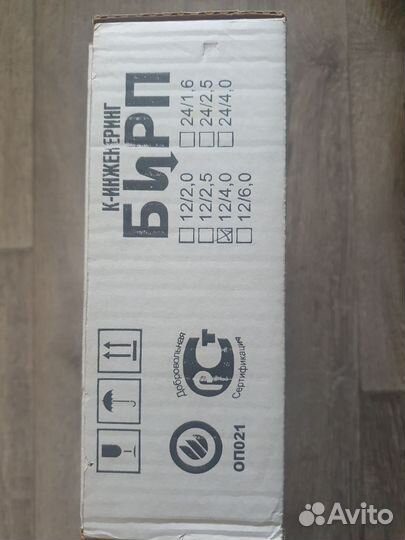 К-ИНЖЕНЕРИНГ
БИРП
12/2,0 24/1,6
12/2,5 24/2,5
12/4,0 24/4,0
12/6,0
Добровольная
РСТ
Сертификация
ОП021
Avito